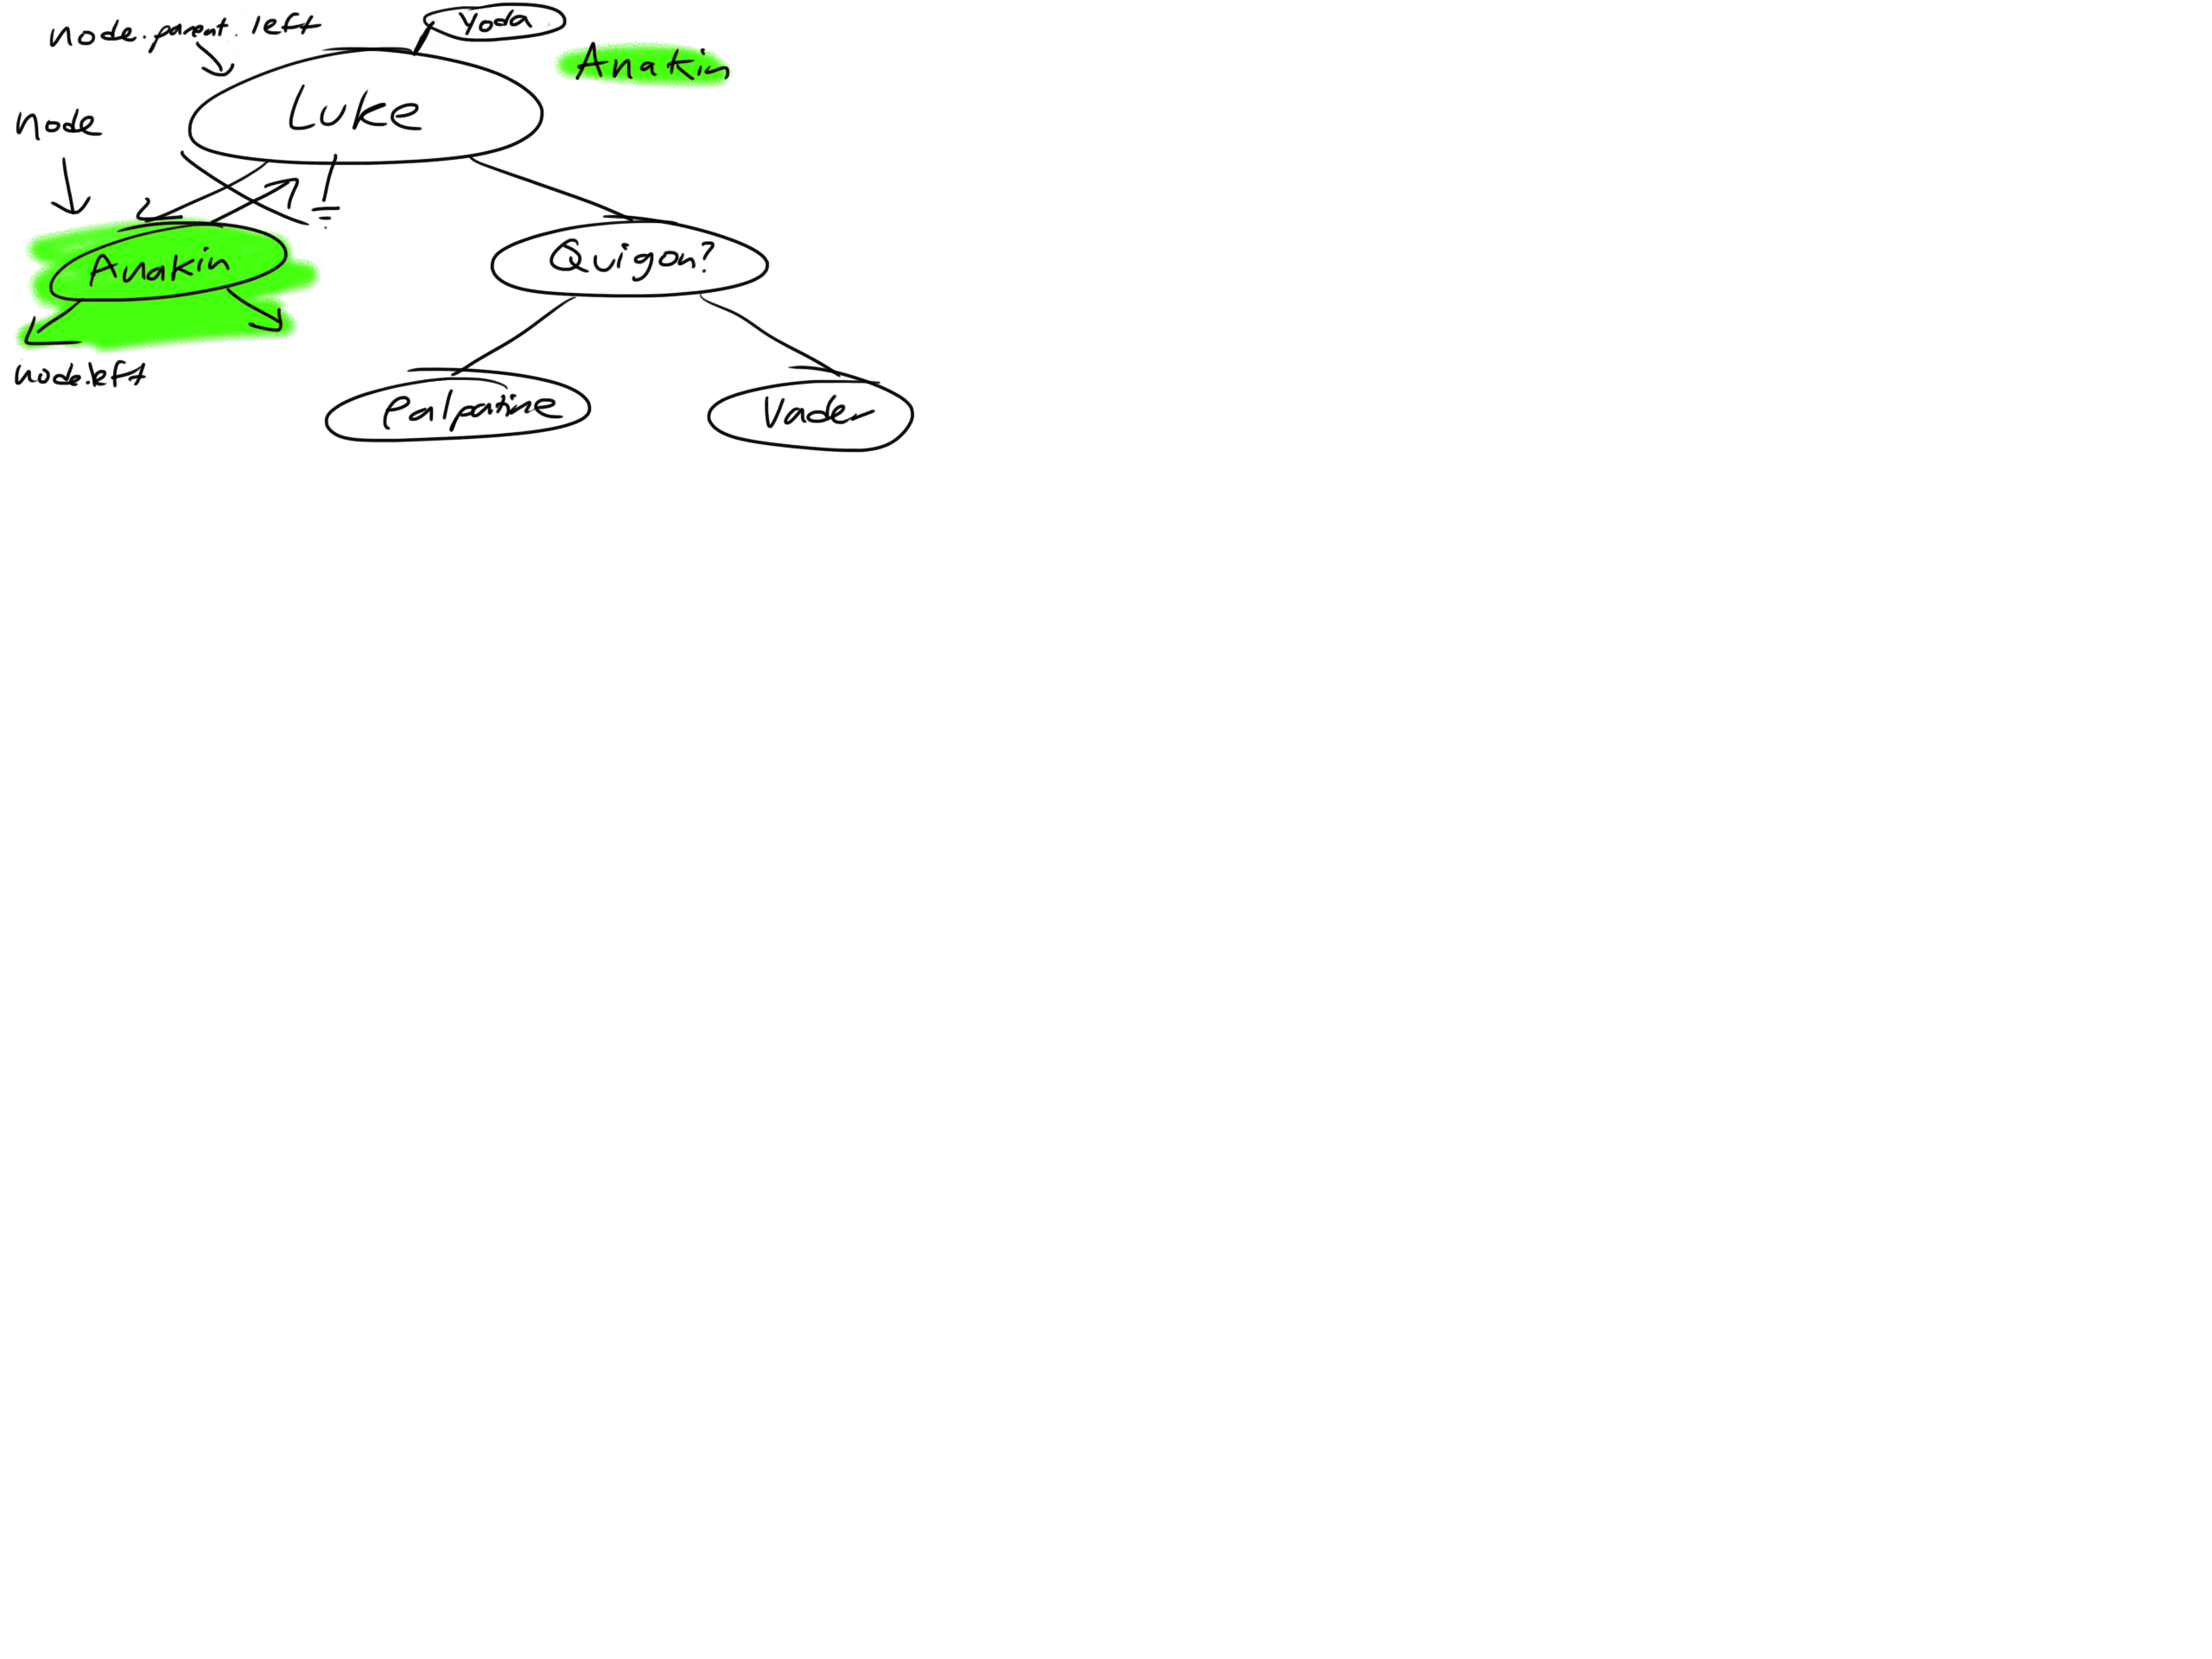 Yoda
node.parent.left
Anakin
Luke
node
Anakin
Quigon?
node.left
Palpatine
Vader